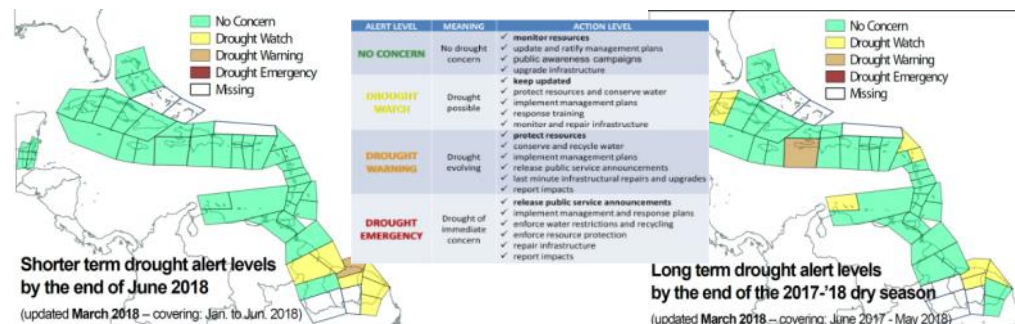 No Concern
Drought Watch
Drought Warning
Drought Emergency
Missing
Shorter term drought alert levels
by the end of June 2018
(updated March 2018 – covering: Jan. to Jun. 2018)
ALERT LEVEL MEANING ACTION LEVEL
NO CONCERN
No drought
concern
✓ monitor resources
✓ update and ratify management plans
✓ public awareness campaigns
✓ upgrade infrastructure
DROUGHT
WATCH
Drought
possible
✓ keep updated
✓ protect resources and conserve water
✓ implement management plans
✓ response training
✓ monitor and repair infrastructure
DROUGHT
WARNING
Drought
evolving
✓ protect resources
✓ conserve and recycle water
✓ implement management plans
✓ release public service announcements
✓ last minute infrastructural repairs and upgrades
✓ report impacts
DROUGHT
EMERGENCY
Drought of
immediate
concern
✓ release public service announcements
✓ implement management and response plans
✓ enforce water restrictions and recycling
✓ enforce resource protection
✓ repair infrastructure
✓ report impacts
No Concern
Drought Watch
Drought Warning
Drought Emergency
Missing
Long term drought alert levels
by the end of the 2017-'18 dry season
(updated March 2018 – covering: June 2017 - May 2018)